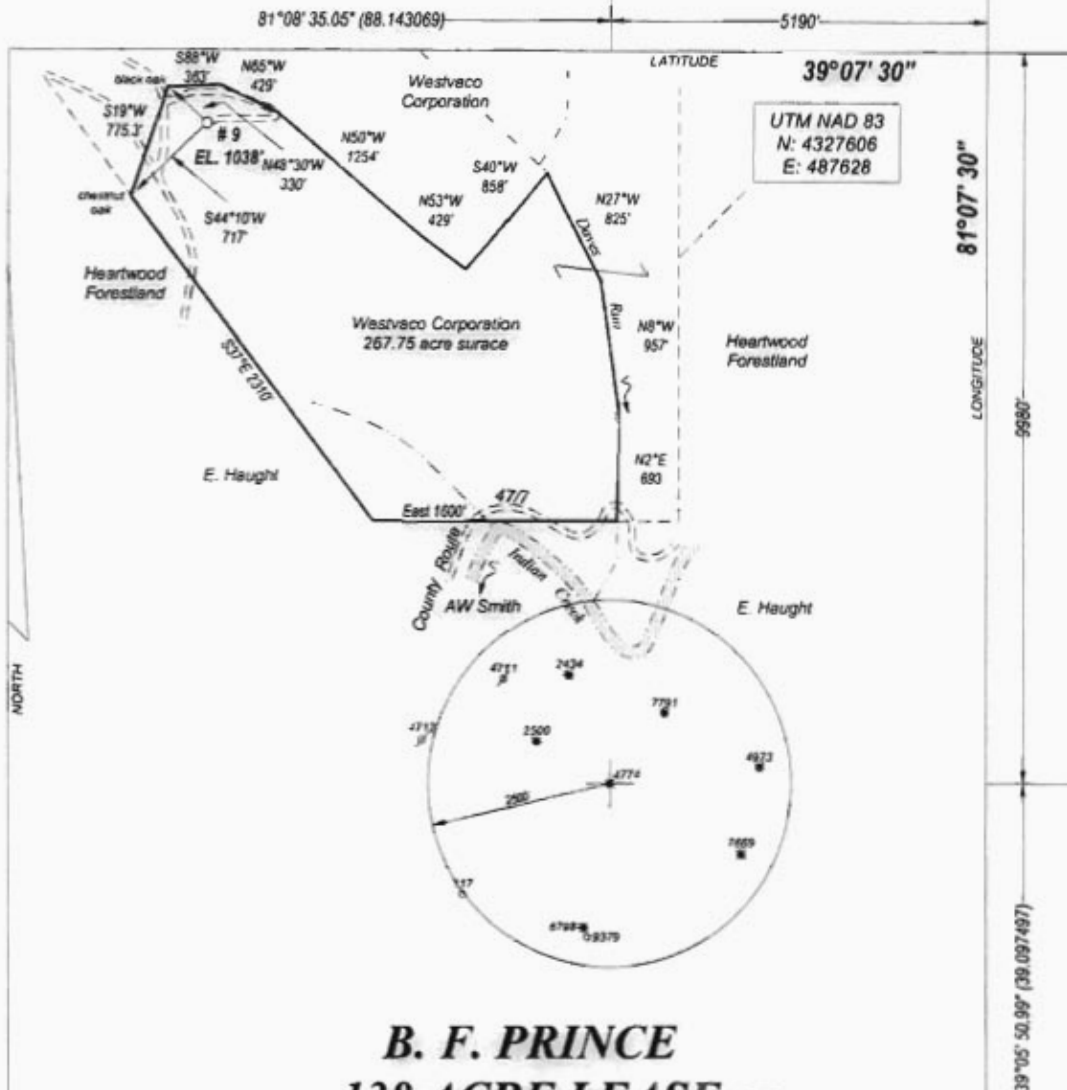 81°08' 35.05" (88.143069)
5190'
LATITUDE
39°07' 30"
UTM NAD 83
N: 4327606
E: 487628
81°07' 30"
LONGITUDE
9980'
39°05' 50.99" (39.097497)
S88°W
363'
N65°W
429'
black oak
S19°W
775.3'
# 9
EL. 1038'
N48°30'W
330'
chestnut
oak
S44°10'W
717'
N50°W
1254'
N53°W
429'
Westvaco
Corporation
S40°W
858'
N27°W
825'
Daves
Run
N8°W
957'
N2°E
693
Heartwood
Forestland
Westvaco Corporation
267.75 acre surace
Heartwood
Forestland
S37°E 2310'
E. Haught
East 1600'
47/7
County Route
Indian
Creek
AW Smith
E. Haught
NORTH
4711
2434
7791
2500
4973
4774
2500
6798
9379
B. F. PRINCE